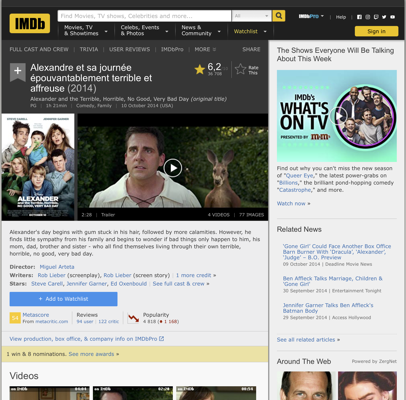 IMDb
Find Movies, TV shows, Celebrities and more...
All
IMDbPro
Help
Movies, TV
& Showtimes
Celebs, Events
& Photos
News &
Community
Watchlist
Sign in
FULL CAST AND CREW | TRIVIA | USER REVIEWS | IMDbPro | MORE
SHARE
Alexandre et sa journée
épouvantablement terrible et
affreuse (2014)
6,2
Rate
This
Alexander and the Terrible, Horrible, No Good, Very Bad Day (original title)
PG | 1h 21min | Comedy, Family | 10 October 2014 (USA)
STEVE CARELL
JENNIFER GARNER
ALEXANDER
2:28 | Trailer
4 VIDEOS | 77 IMAGES
Alexander's day begins with gum stuck in his hair, followed by more calamities. However, he
finds little sympathy from his family and begins to wonder if bad things only happen to him, his
mom, dad, brother and sister - who all find themselves living through their own terrible,
horrible, no good, very bad day.
Director: Miguel Arteta
Writers: Rob Lieber (screenplay), Rob Lieber (screen story) | 1 more credit »
Stars: Steve Carell, Jennifer Garner, Ed Oxenbould | See full cast & crew »
+ Add to Watchlist
Metascore
From metacritic.com
Reviews
94 user | 122 critic
Popularity
4 818 ( 1 168)
View production, box office, & company info on IMDbPro
1 win & 8 nominations. See more awards »
Videos
The Shows Everyone Will Be Talking
About This Week
IMDb's
WHAT'S
ON TV
PRESENTED BY
Find out why you can't miss the new season
of "Queer Eye," the latest power-grabs on
"Billions," the brilliant pond-hopping comedy
"Catastrophe," and more.
Watch now »
Related News
'Gone Girl' Could Face Another Box Office
Barn Burner With 'Dracula', 'Alexander',
'Judge' – B.O. Preview
09 October 2014 | Deadline Movie News
Ben Affleck Talks Marriage, Children &
'Gone Girl'
30 September 2014 | Entertainment Tonight
Jennifer Garner Talks Ben Affleck's
Batman Body
29 September 2014 | Access Hollywood
See all related articles »
Around The Web | Powered by ZergNet